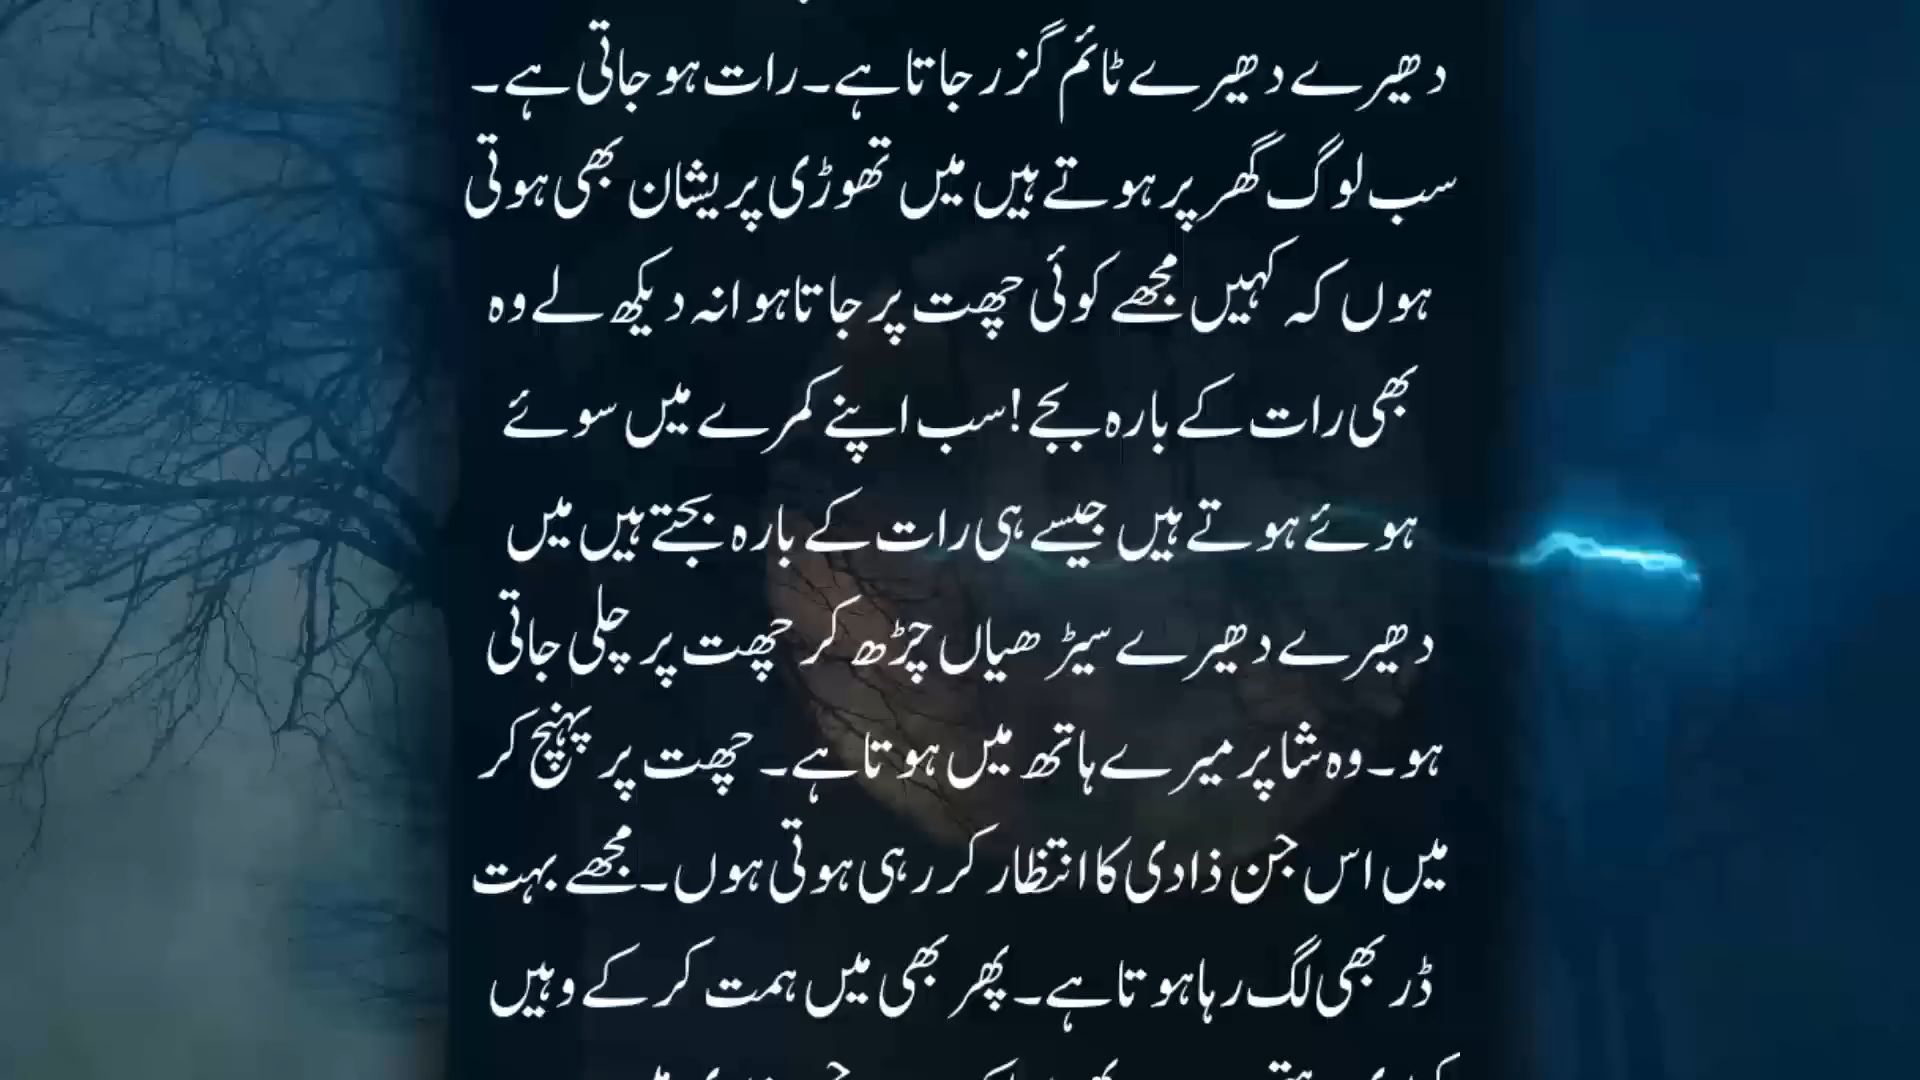 دھیرے دھیرے ٹائم گزر جاتا ہے۔ رات ہو جاتی ہے۔
سب لوگ گھر پر ہوتے ہیں میں تھوڑی پریشان بھی ہوتی
ہوں کہ کہیں مجھے کوئی چھت پر جاتا ہوا نہ دیکھ لے وہ
بھی رات کے بارہ بجے! سب اپنے کمرے میں سوئے
ہوئے ہوتے ہیں جیسے ہی رات کے بارہ بجتے ہیں میں
دھیرے دھیرے سیڑھیاں چڑھ کر چھت پر چلی جاتی
ہو۔ وہ شاپر میرے ہاتھ میں ہوتا ہے۔ چھت پر پہنچ کر
میں اس جن ذادی کا انتظار کر رہی ہوتی ہوں۔ مجھے بہت
ڈر بھی لگ رہا ہوتا ہے۔ پھر بھی میں ہمت کر کے وہیں